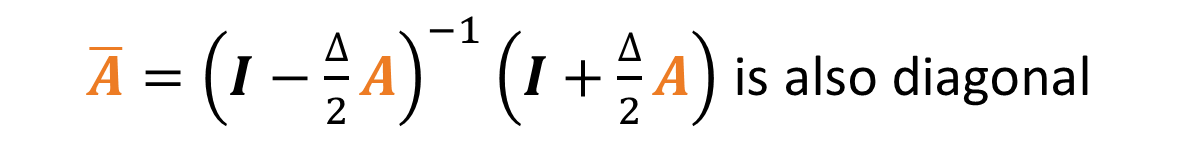 A̅ = (I − Δ/2 A)⁻¹ (I + Δ/2 A) is also diagonal